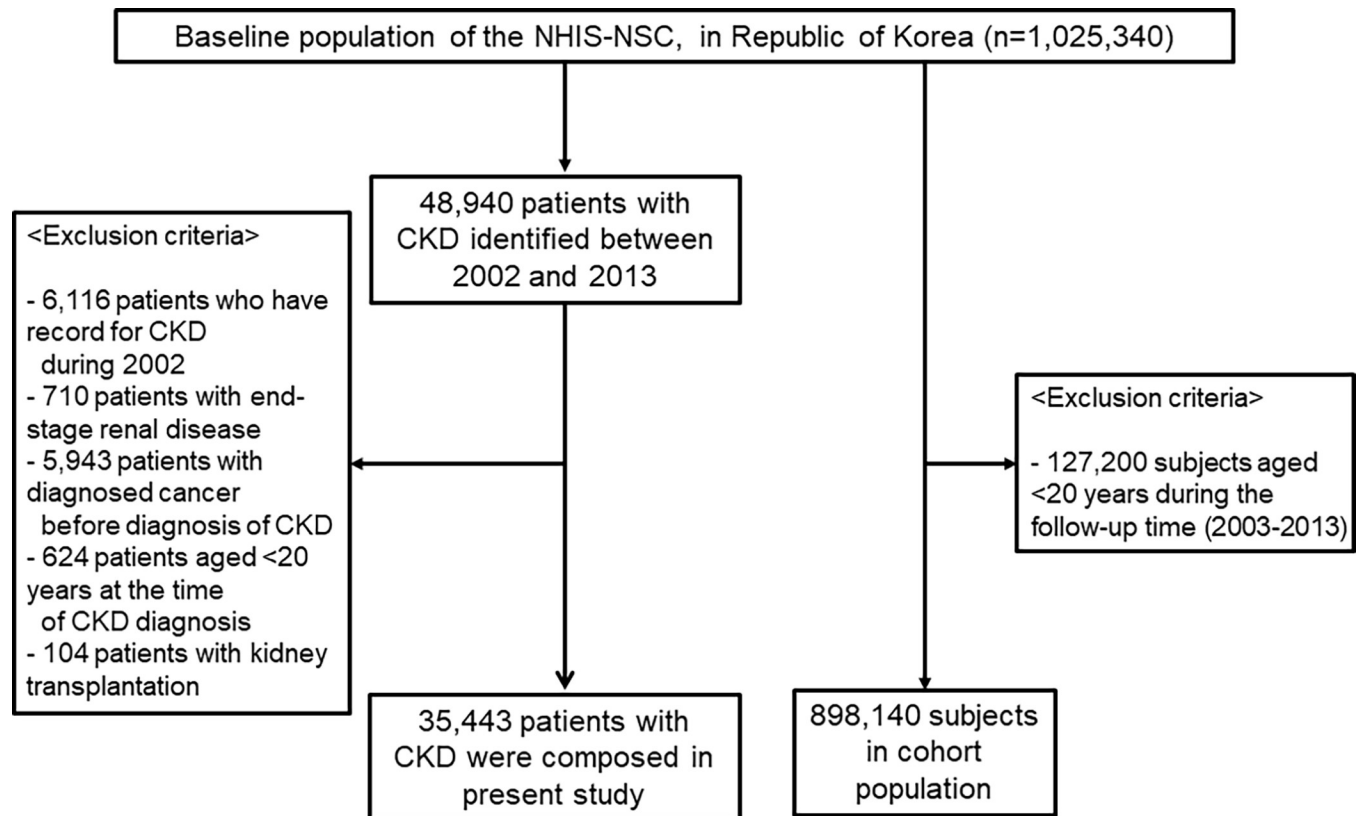 Baseline population of the NHIS-NSC, in Republic of Korea (n=1,025,340)
48,940 patients with
CKD identified between
2002 and 2013
<Exclusion criteria>
- 6,116 patients who have
record for CKD
during 2002
- 710 patients with end-
stage renal disease
- 5,943 patients with
diagnosed cancer
before diagnosis of CKD
- 624 patients aged <20
years at the time
of CKD diagnosis
- 104 patients with kidney
transplantation
<Exclusion criteria>
- 127,200 subjects aged
<20 years during the
follow-up time (2003-2013)
35,443 patients with
CKD were composed in
present study
898,140 subjects
in cohort
population